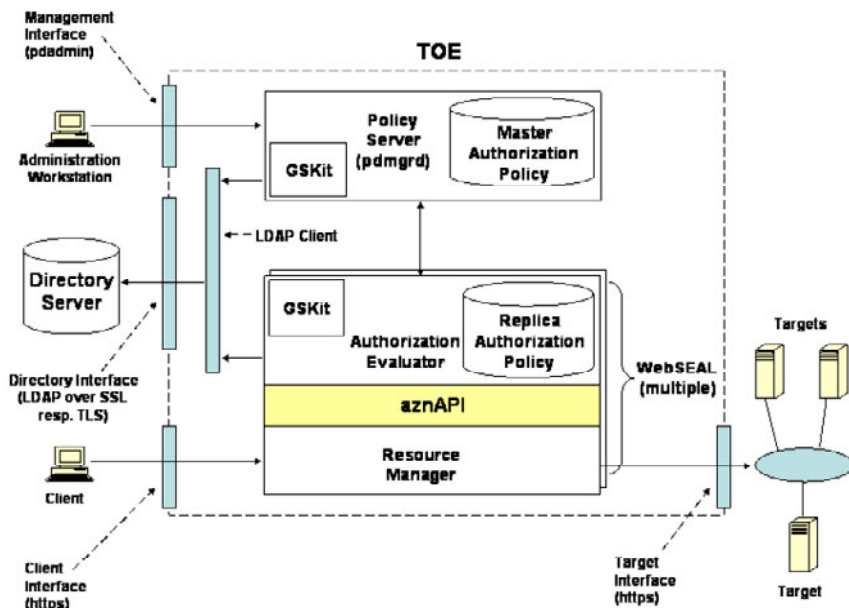 Management
Interface
(pdadmin)
TOE
Administration
Workstation
Policy
Server
(pdmgrd)
GSKit
Master
Authorization
Policy
LDAP Client
Directory
Server
GSKit
Authorization
Evaluator
Replica
Authorization
Policy
WebSEAL
(multiple)
Targets
Directory Interface
(LDAP over SSL
resp. TLS)
aznAPI
Resource
Manager
Client
Client
Interface
(https)
Target
Interface
(https)
Target